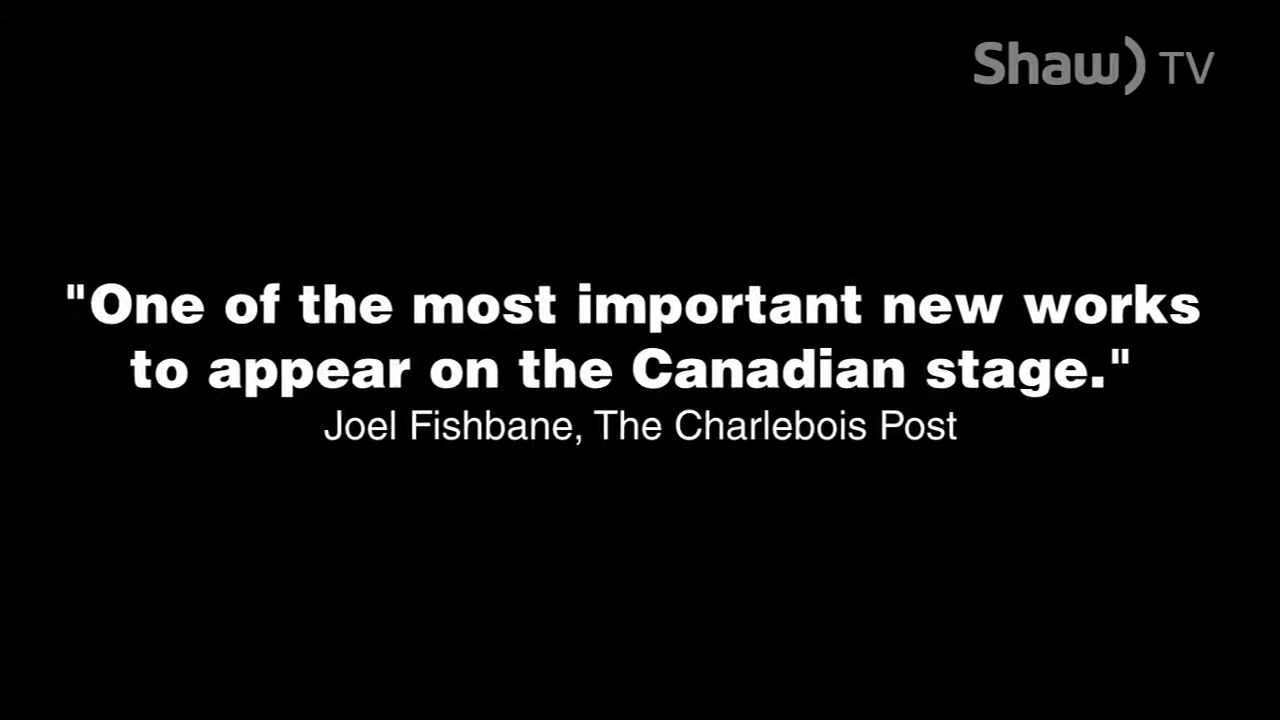 Shaw) TV
"One of the most important new works
to appear on the Canadian stage."
Joel Fishbane, The Charlebois Post